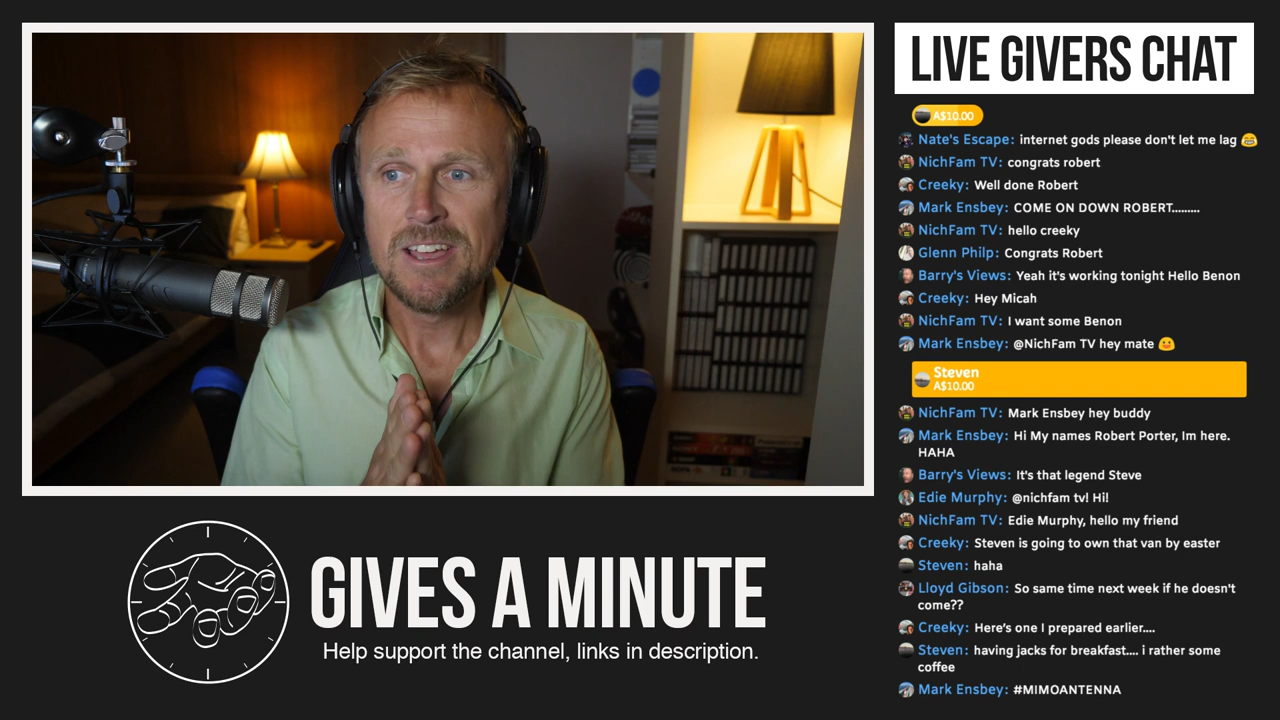 LIVE GIVERS CHAT
A$10.00
Nate's Escape: internet gods please don't let me lag 😂
NichFam TV: congrats robert
Creeky: Well done Robert
Mark Ensbey: COME ON DOWN ROBERT.........
NichFam TV: hello creeky
Glenn Philp: Congrats Robert
Barry's Views: Yeah it's working tonight Hello Benon
Creeky: Hey Micah
NichFam TV: I want some Benon
Mark Ensbey: @NichFam TV hey mate 😛
Steven
A$10.00
NichFam TV: Mark Ensbey hey buddy
Mark Ensbey: Hi My names Robert Porter, Im here.
HAHA
Barry's Views: It's that legend Steve
Edie Murphy: @nichfam tv! Hi!
NichFam TV: Edie Murphy, hello my friend
Creeky: Steven is going to own that van by easter
Steven: haha
Lloyd Gibson: So same time next week if he doesn't
come??
Creeky: Here's one I prepared earlier....
Steven: having jacks for breakfast.... i rather some
coffee
Mark Ensbey: #MIMOANTENNA
GIVES A MINUTE
Help support the channel, links in description.